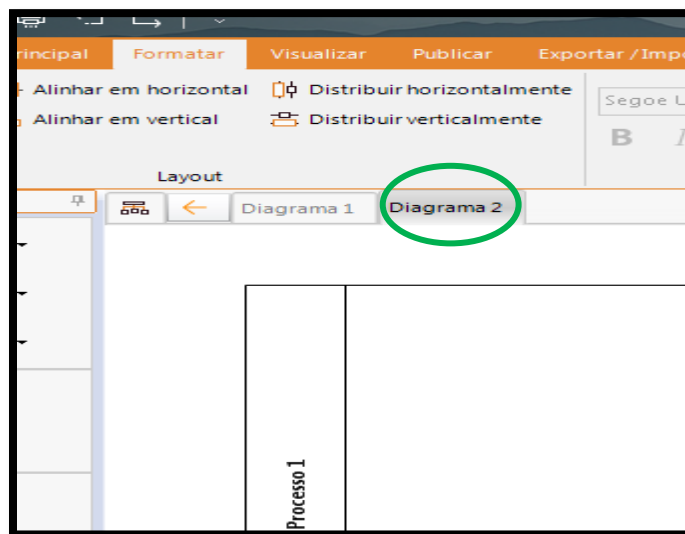 rincipal Formatar Visualizar Publicar Exportar / Impo
Alinhar em horizontal Distribuir horizontalmente
Alinhar em vertical Distribuir verticalmente
Segoe U
B I
Layout
Diagrama 1 Diagrama 2
Processo 1